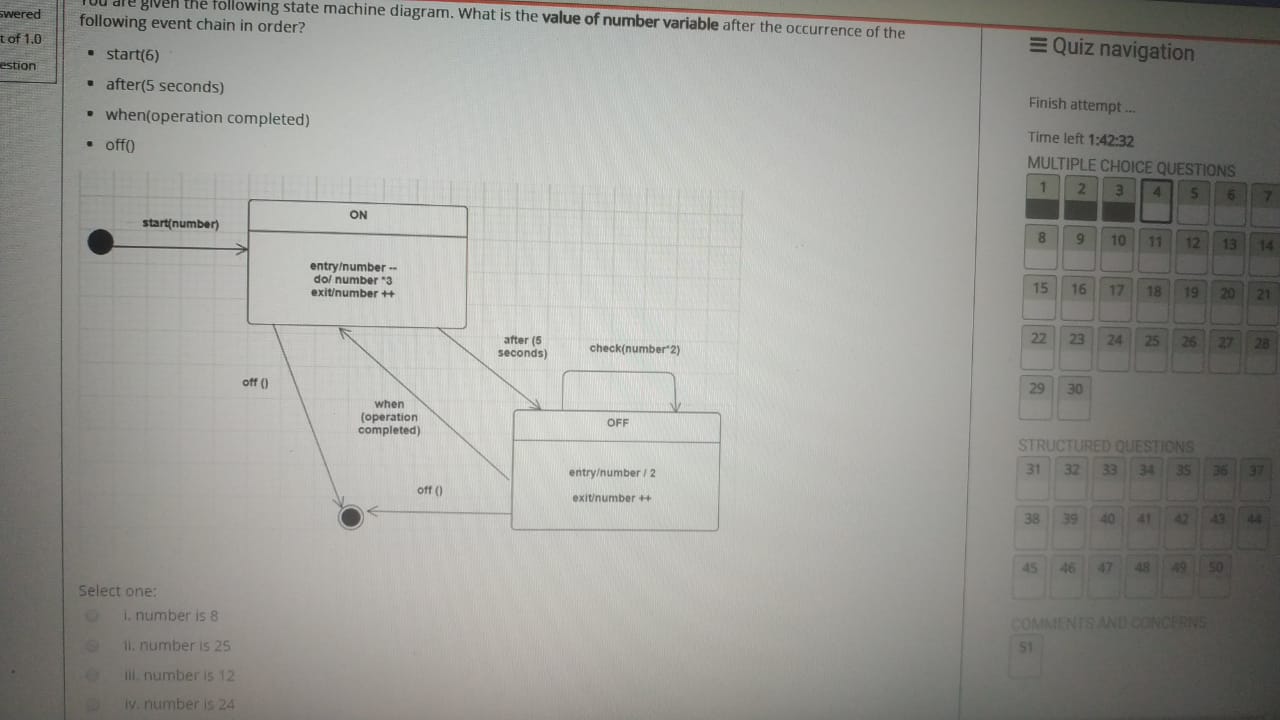 swered
t of 1.0
estion
You are given the following state machine diagram. What is the value of number variable after the occurrence of the
following event chain in order?
▪ start(6)
▪ after(5 seconds)
▪ when(operation completed)
▪ off()
start(number)
ON
entry/number --
do/ number *3
exit/number ++
after (5
seconds)
check(number*2)
off ()
when
(operation
completed)
OFF
entry/number / 2
exit/number ++
off ()
Select one:
i. number is 8
ii. number is 25
iii. number is 12
iv. number is 24
Quiz navigation
Finish attempt ...
Time left 1:42:32
MULTIPLE CHOICE QUESTIONS
1 2 3 4 5 6 7
8 9 10 11 12 13 14
15 16 17 18 19 20 21
22 23 24 25 26 27 28
29 30
STRUCTURED QUESTIONS
31 32 33 34 35 36 37
38 39 40 41 42 43 44
45 46 47 48 49 50
COMMENTS AND CONCERNS
51